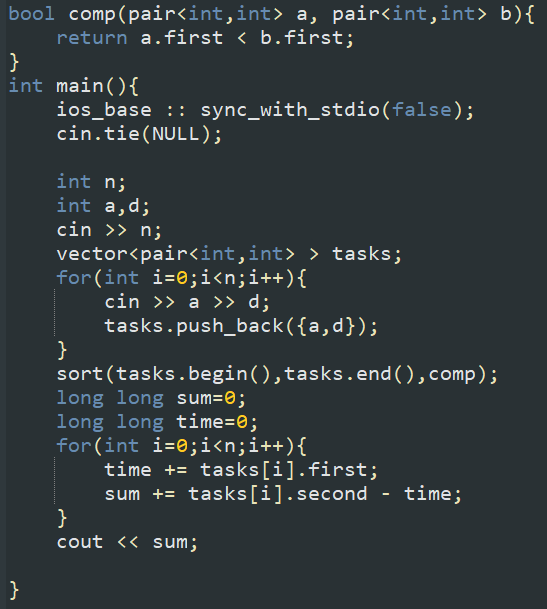 bool comp(pair<int,int> a, pair<int,int> b){
    return a.first < b.first;
}
int main(){
    ios_base :: sync_with_stdio(false);
    cin.tie(NULL);

    int n;
    int a,d;
    cin >> n;
    vector<pair<int,int> > tasks;
    for(int i=0;i<n;i++){
        cin >> a >> d;
        tasks.push_back({a,d});
    }
    sort(tasks.begin(),tasks.end(),comp);
    long long sum=0;
    long long time=0;
    for(int i=0;i<n;i++){
        time += tasks[i].first;
        sum += tasks[i].second - time;
    }
    cout << sum;

}